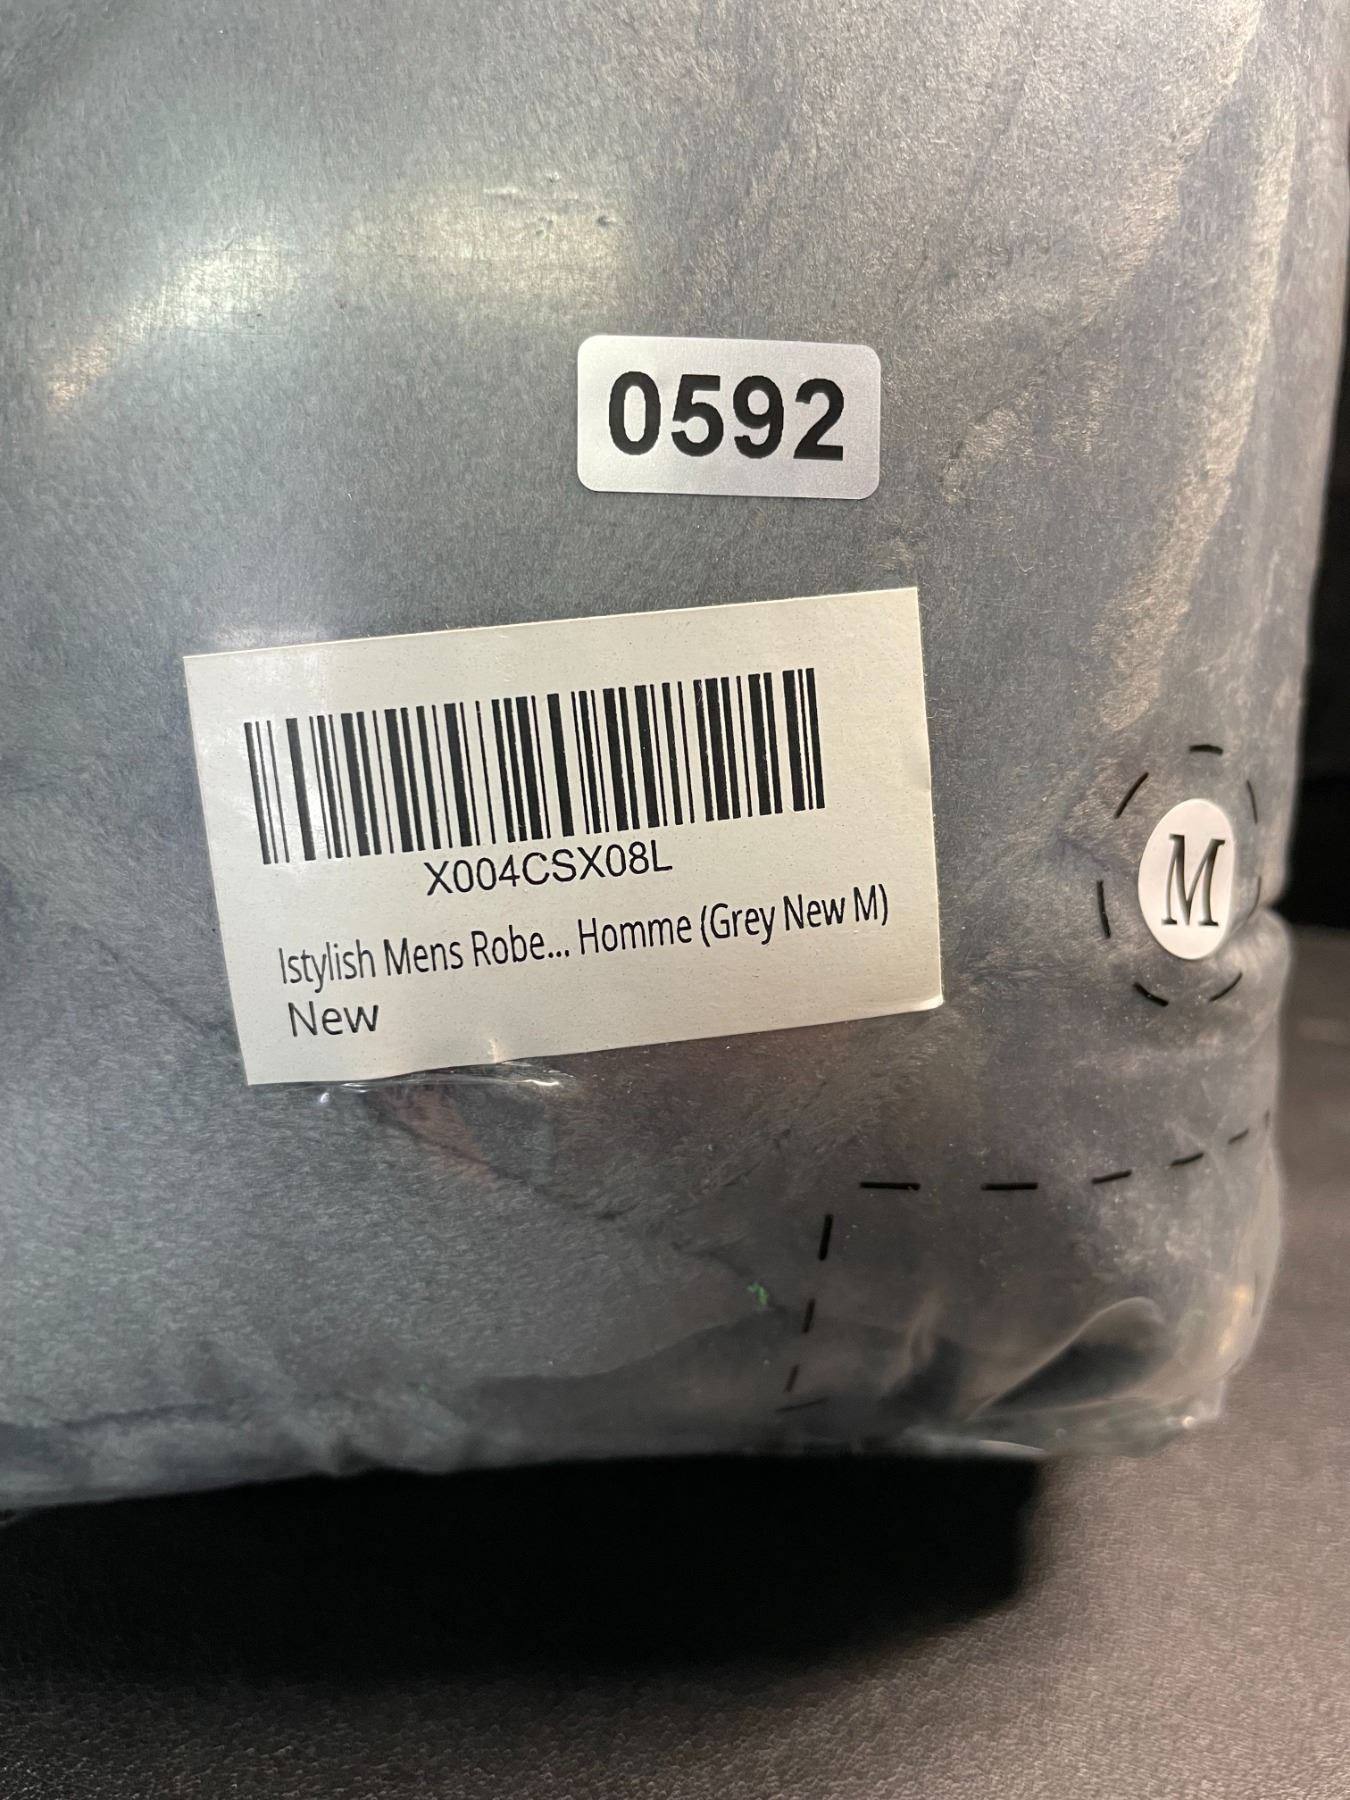 0592
X004CSX08L
Istylish Mens Robe... Homme (Grey New M)
New
M